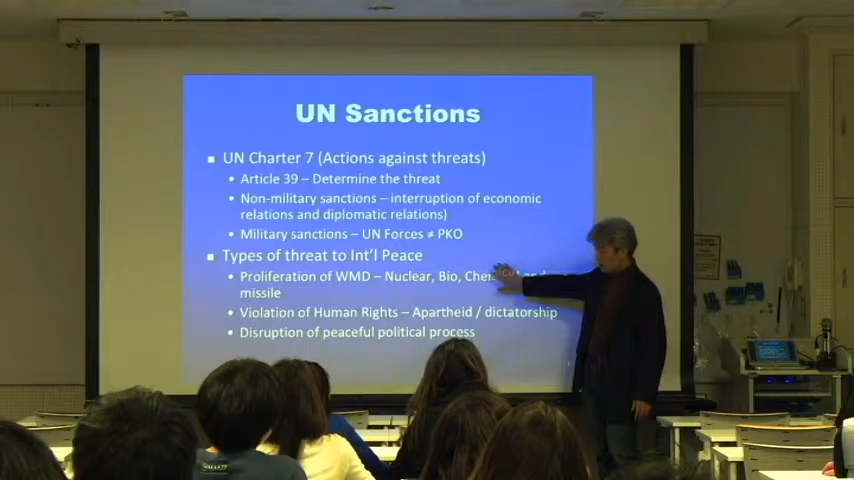 UN Sanctions
UN Charter 7 (Actions against threats)
Article 39 – Determine the threat
Non-military sanctions – interruption of economic
relations and diplomatic relations)
Military sanctions – UN Forces ≠ PKO
Types of threat to Int'l Peace
Proliferation of WMD – Nuclear, Bio, Chemical and
missile
Violation of Human Rights – Apartheid / dictatorship
Disruption of peaceful political process